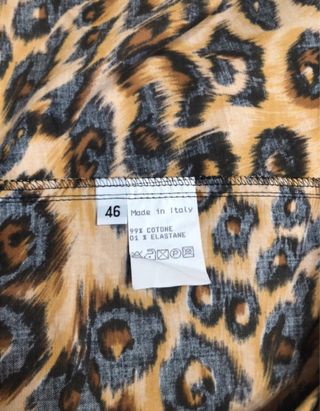 46
Made in Italy
99% COTONE
01 % ELASTANE